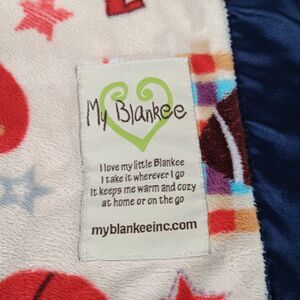 My Blankee
I love my little Blankee
I take it wherever I go
It keeps me warm and cozy
at home or on the go
myblankeeinc.com